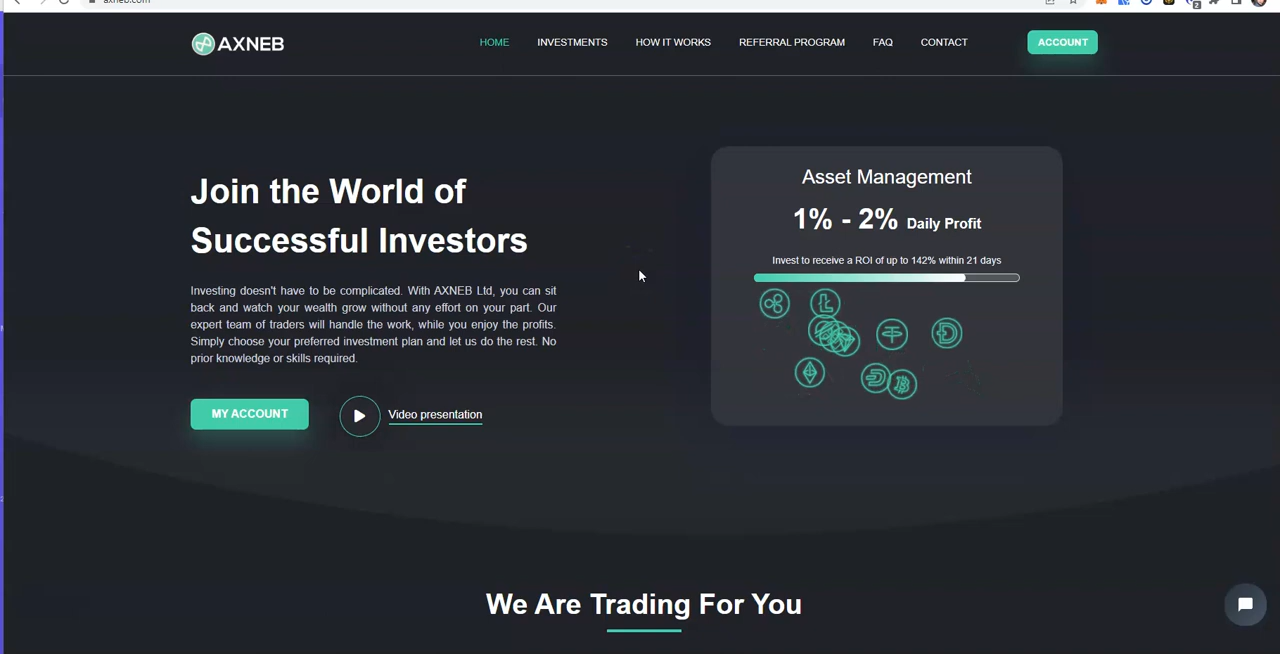 axneb.com
AXNEB
HOME
INVESTMENTS
HOW IT WORKS
REFERRAL PROGRAM
FAQ
CONTACT
ACCOUNT
Join the World of
Successful Investors
Investing doesn't have to be complicated. With AXNEB Ltd, you can sit
back and watch your wealth grow without any effort on your part. Our
expert team of traders will handle the work, while you enjoy the profits.
Simply choose your preferred investment plan and let us do the rest. No
prior knowledge or skills required.
MY ACCOUNT
Video presentation
Asset Management
1% - 2% Daily Profit
Invest to receive a ROI of up to 142% within 21 days
We Are Trading For You